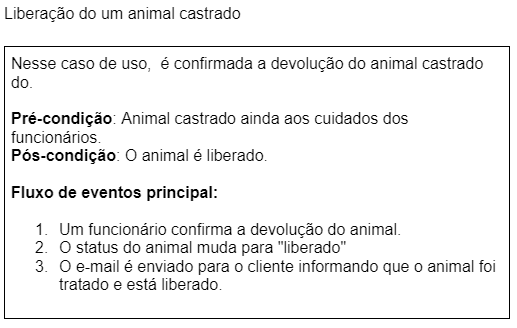 Liberação do um animal castrado
Nesse caso de uso,  é confirmada a devolução do animal castrado
do.
Pré-condição: Animal castrado ainda aos cuidados dos
funcionários.
Pós-condição: O animal é liberado.
Fluxo de eventos principal:
1. Um funcionário confirma a devolução do animal.
2. O status do animal muda para "liberado"
3. O e-mail é enviado para o cliente informando que o animal foi
tratado e está liberado.